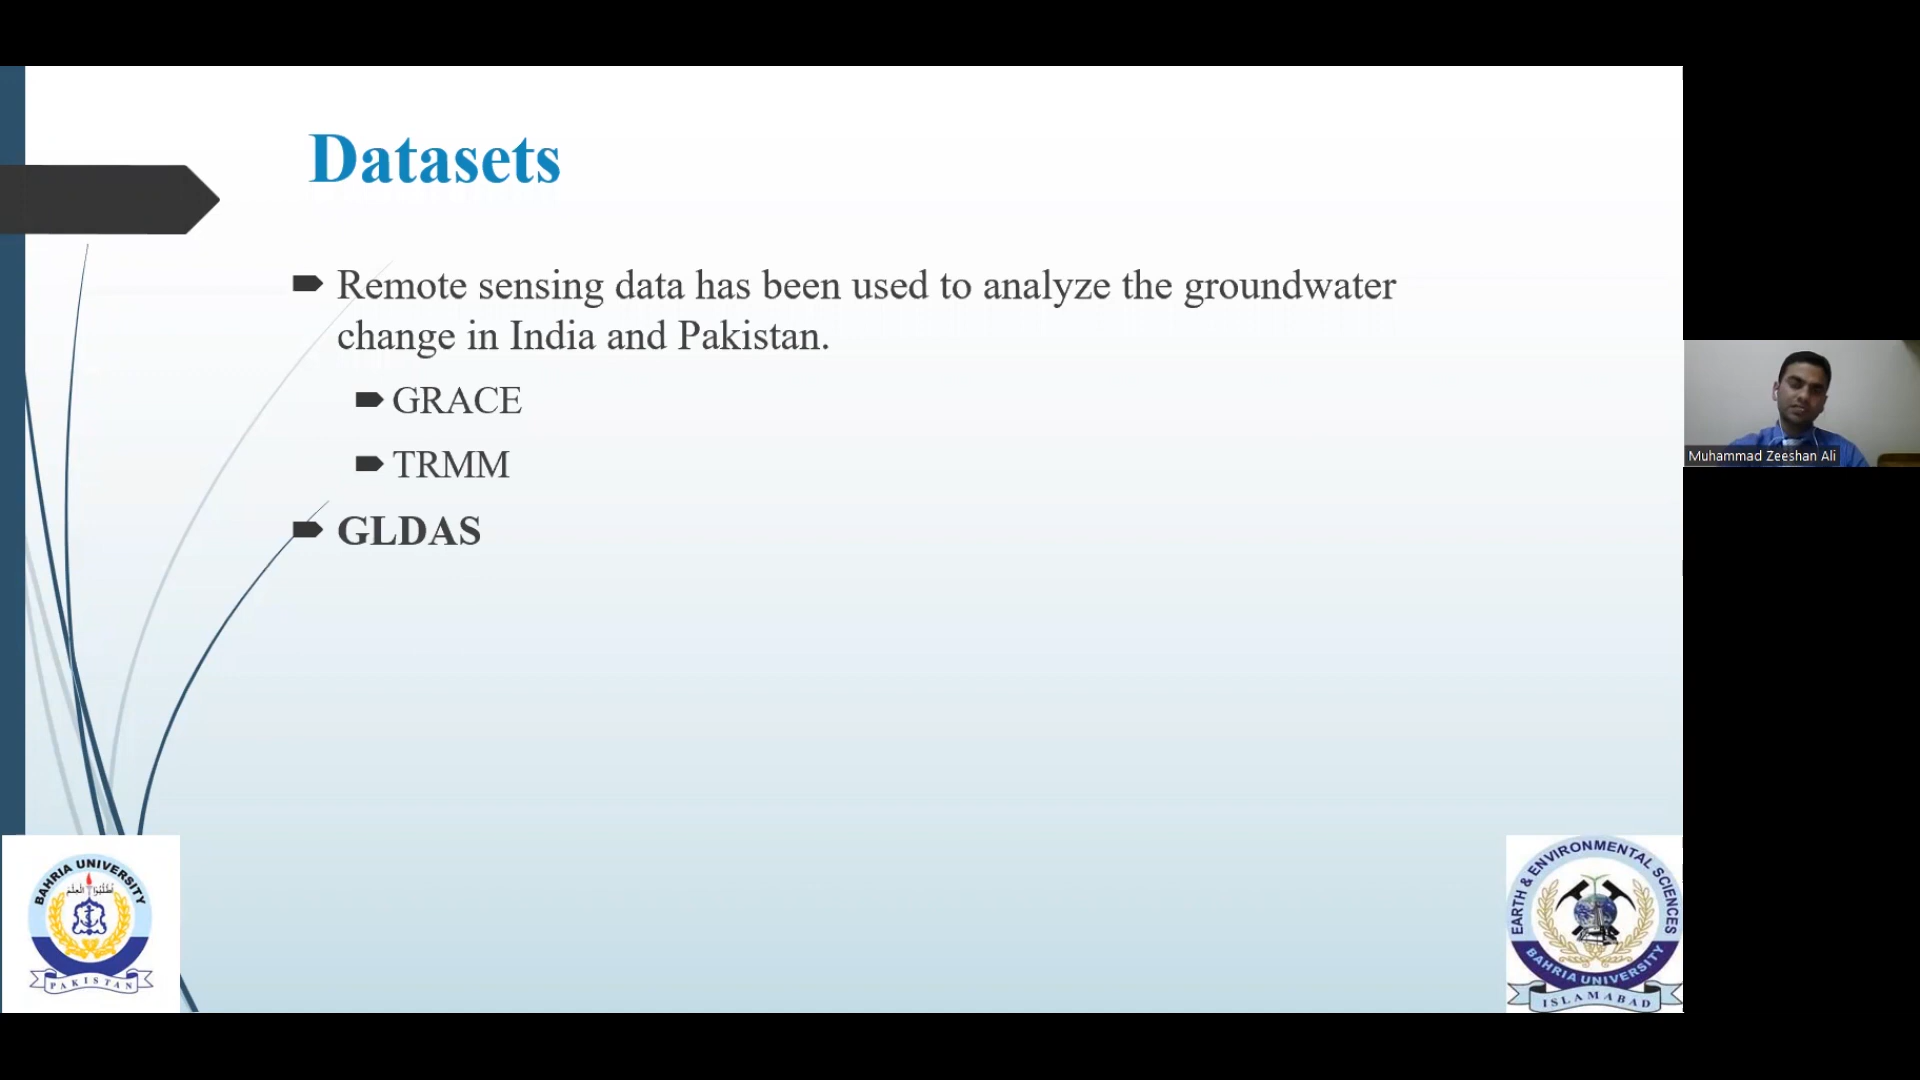 Datasets
Remote sensing data has been used to analyze the groundwater
change in India and Pakistan.
GRACE
TRMM
GLDAS
Muhammad Zeeshan Ali
BAHRIA UNIVERSITY
PAKISTAN
EARTH & ENVIRONMENTAL SCIENCES
BAHRIA UNIVERSITY
ISLAMABAD